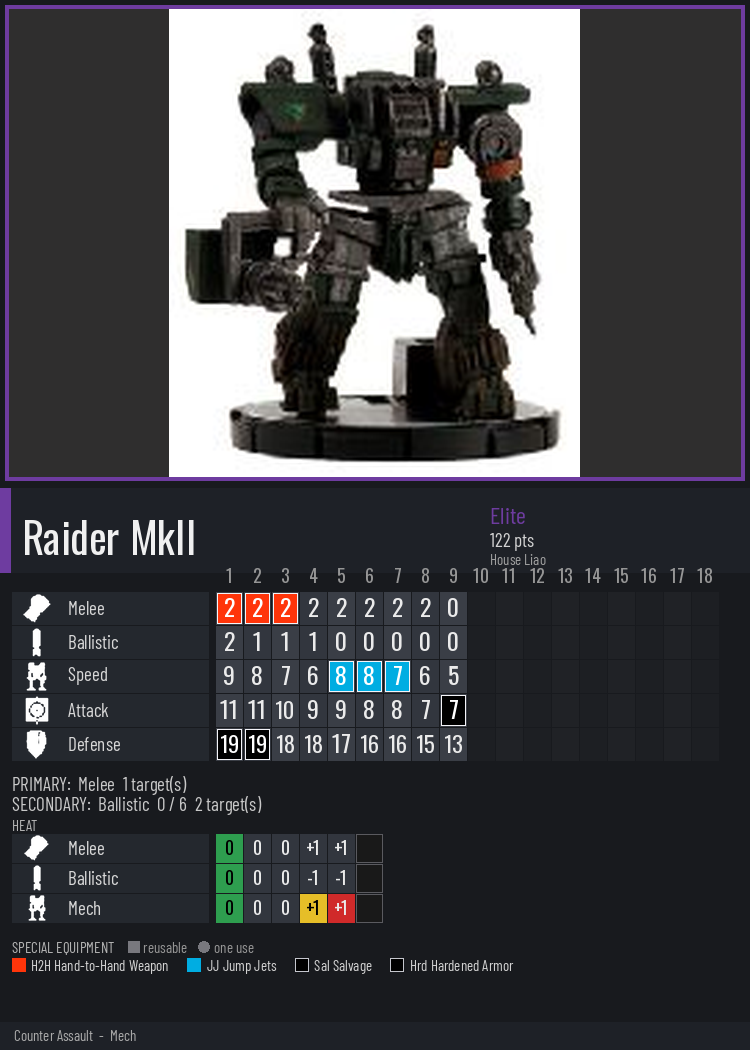 Raider MkII
Elite
122 pts
House Liao
1 2 3 4 5 6 7 8 9 10 11 12 13 14 15 16 17 18
Melee 2 2 2 2 2 2 2 2 0
Ballistic 2 1 1 1 0 0 0 0 0
Speed 9 8 7 6 8 8 7 6 5
Attack 11 11 10 9 9 8 8 7 7
Defense 19 19 18 18 17 16 16 15 13
PRIMARY: Melee 1 target(s)
SECONDARY: Ballistic 0 / 6 2 target(s)
HEAT
Melee 0 0 0 +1 +1
Ballistic 0 0 0 -1 -1
Mech 0 0 0 +1 +1
SPECIAL EQUIPMENT reusable one use
H2H Hand-to-Hand Weapon JJ Jump Jets Sal Salvage Hrd Hardened Armor
Counter Assault - Mech